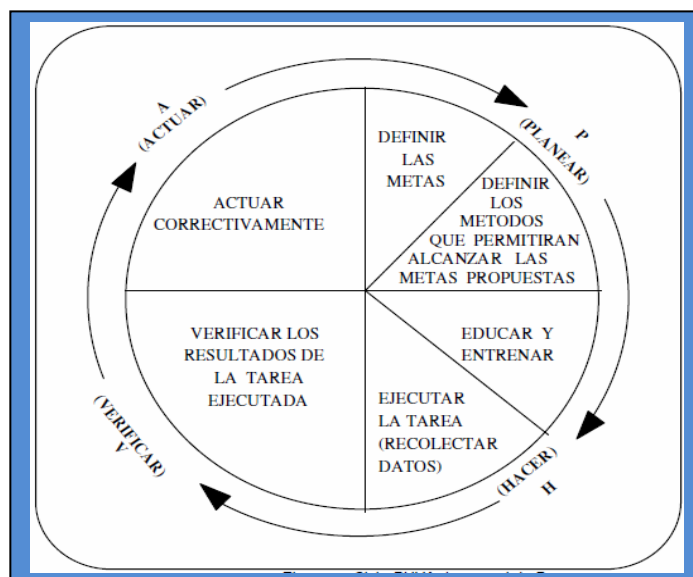 A
(ACTUAR)
P
(PLANEAR)
DEFINIR
LAS
METAS
DEFINIR
LOS
METODOS
QUE PERMITIRAN
ALCANZAR LAS
METAS PROPUESTAS
ACTUAR
CORRECTIVAMENTE
EDUCAR Y
ENTRENAR
VERIFICAR LOS
RESULTADOS DE
LA TAREA
EJECUTADA
EJECUTAR
LA TAREA
(RECOLECTAR
DATOS)
(VERIFICAR)
V
(HACER)
H